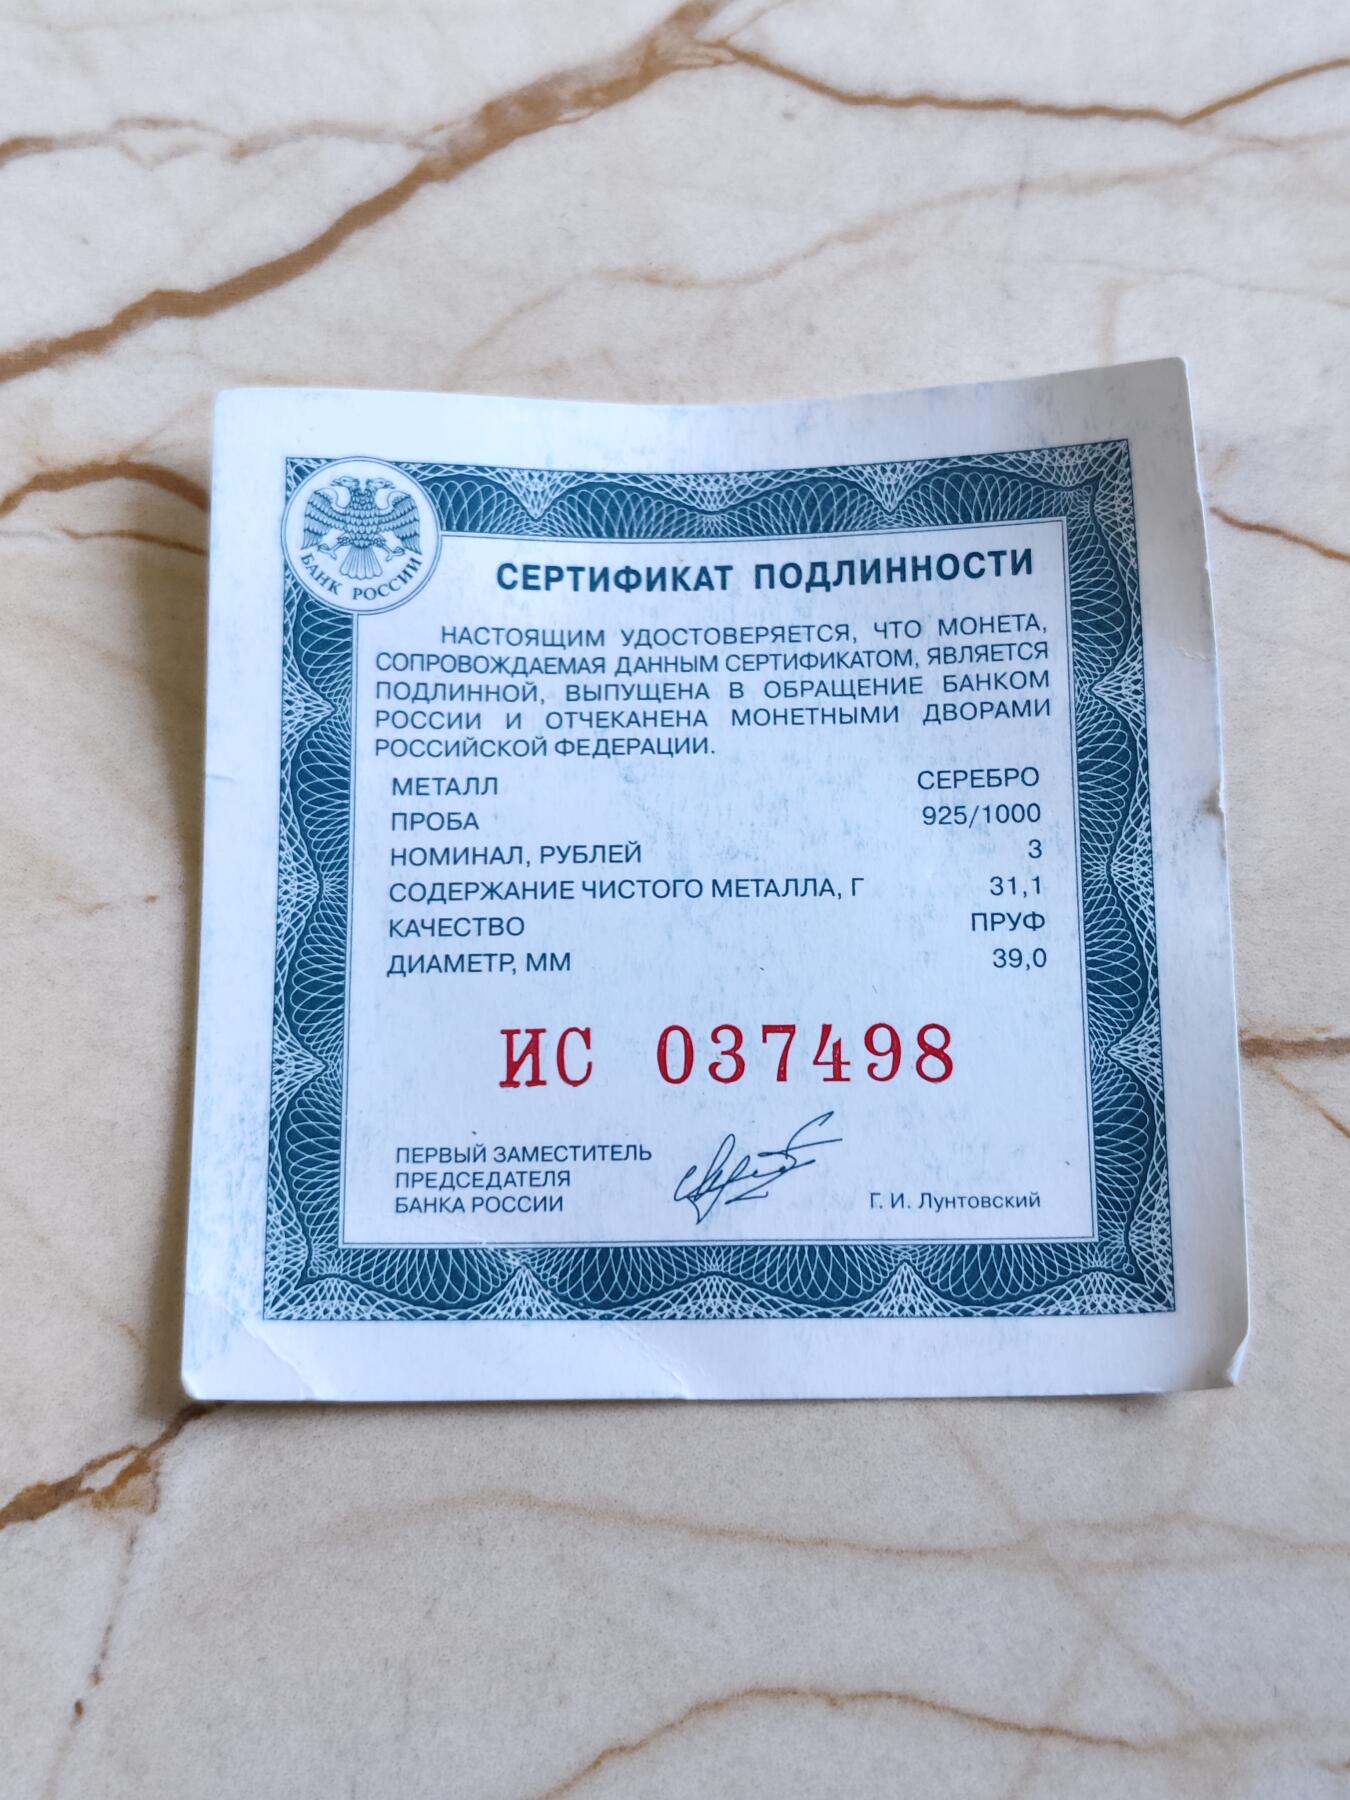 БАНК РОССИИ
СЕРТИФИКАТ ПОДЛИННОСТИ
НАСТОЯЩИМ УДОСТОВЕРЯЕТСЯ, ЧТО МОНЕТА,
СОПРОВОЖДАЕМАЯ ДАННЫМ СЕРТИФИКАТОМ, ЯВЛЯЕТСЯ
ПОДЛИННОЙ, ВЫПУЩЕНА В ОБРАЩЕНИЕ БАНКОМ
РОССИИ И ОТЧЕКАНЕНА МОНЕТНЫМИ ДВОРАМИ
РОССИЙСКОЙ ФЕДЕРАЦИИ.
МЕТАЛЛ СЕРЕБРО
ПРОБА 925/1000
НОМИНАЛ, РУБЛЕЙ 3
СОДЕРЖАНИЕ ЧИСТОГО МЕТАЛЛА, Г 31,1
КАЧЕСТВО ПРУФ
ДИАМЕТР, ММ 39,0
ИС 037498
ПЕРВЫЙ ЗАМЕСТИТЕЛЬ
ПРЕДСЕДАТЕЛЯ
БАНКА РОССИИ Г. И. Лунтовский